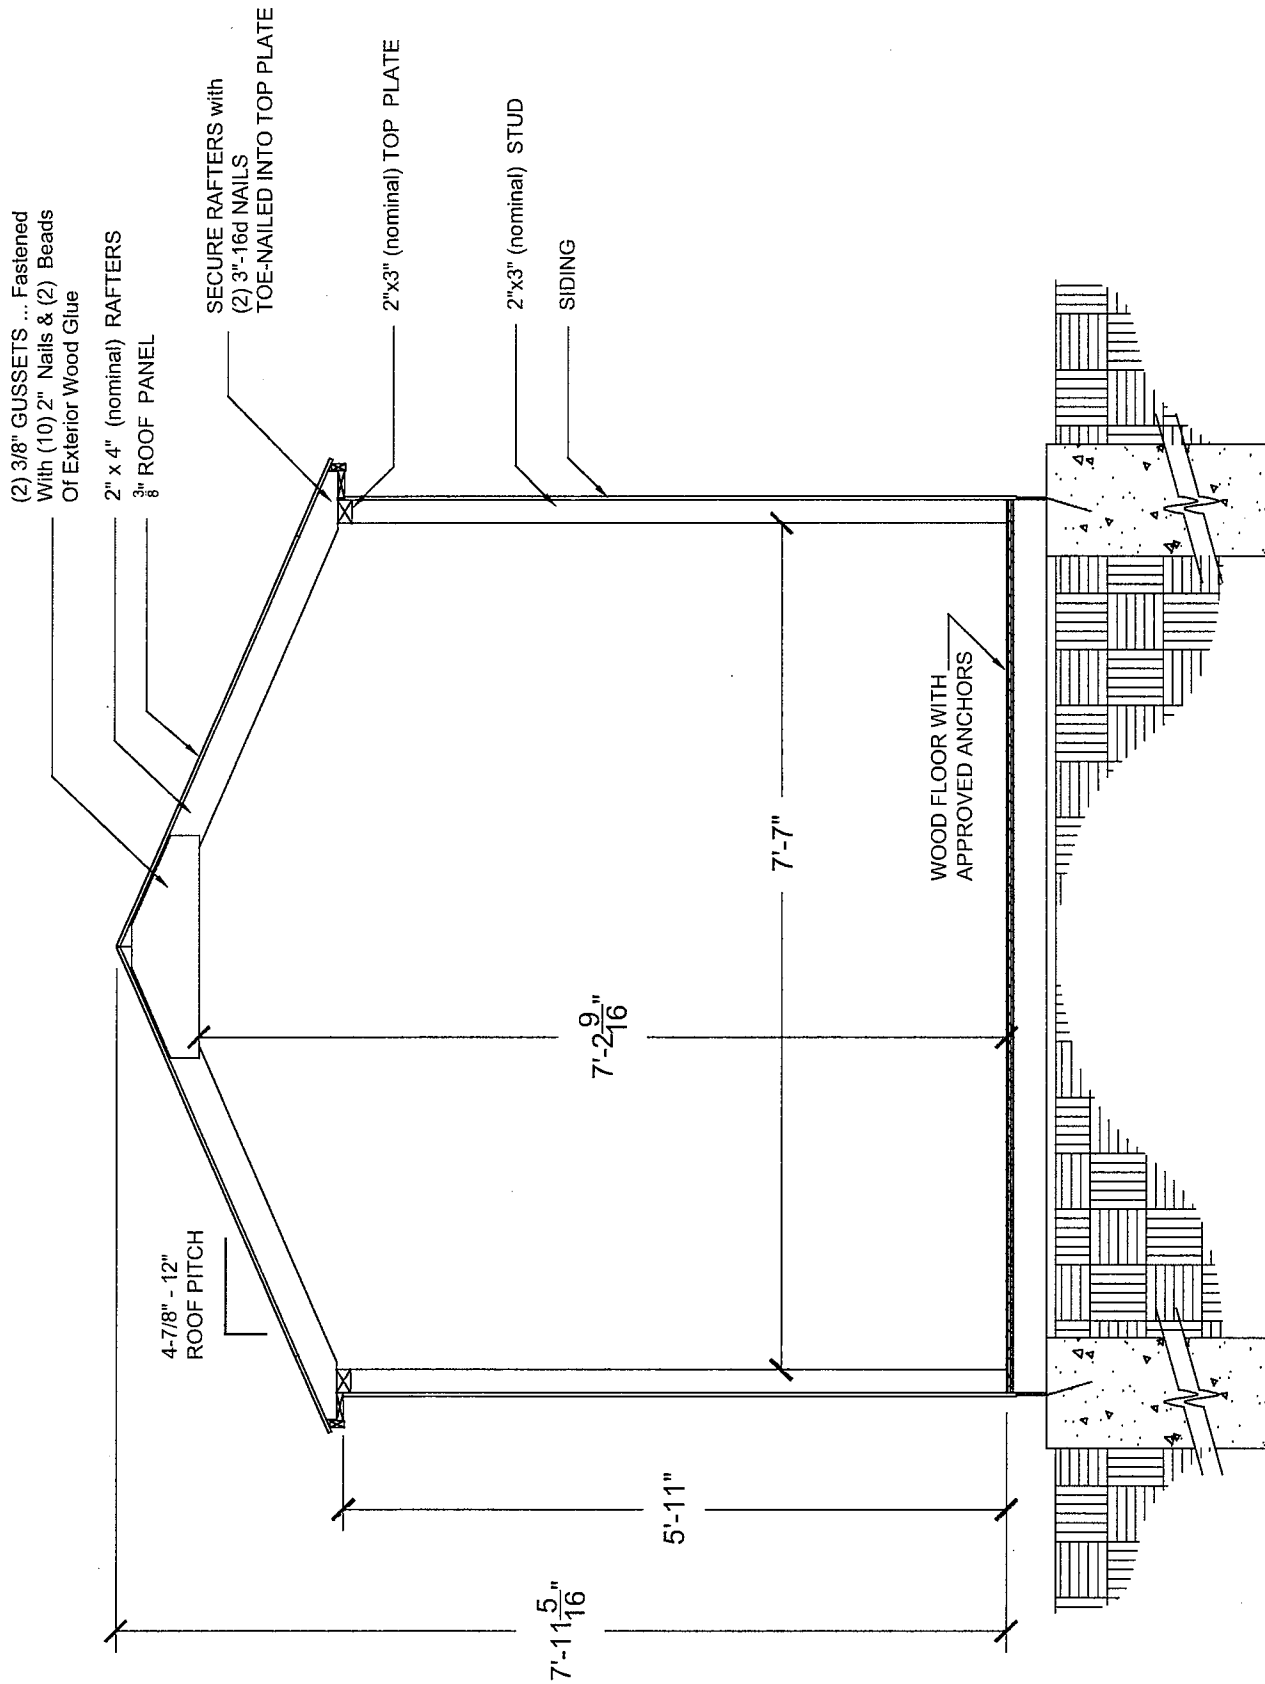 (2) 3/8" GUSSETS ... Fastened
With (10) 2" Nails & (2) Beads
Of Exterior Wood Glue
2" x 4" (nominal) RAFTERS
3/8" ROOF PANEL
SECURE RAFTERS with
(2) 3"-16d NAILS
TOE-NAILED INTO TOP PLATE
2"x3" (nominal) TOP PLATE
2"x3" (nominal) STUD
SIDING
4-7/8" - 12"
ROOF PITCH
7'-2 9/16"
7'-7"
WOOD FLOOR WITH
APPROVED ANCHORS
5'-11"
7'-11 5/16"